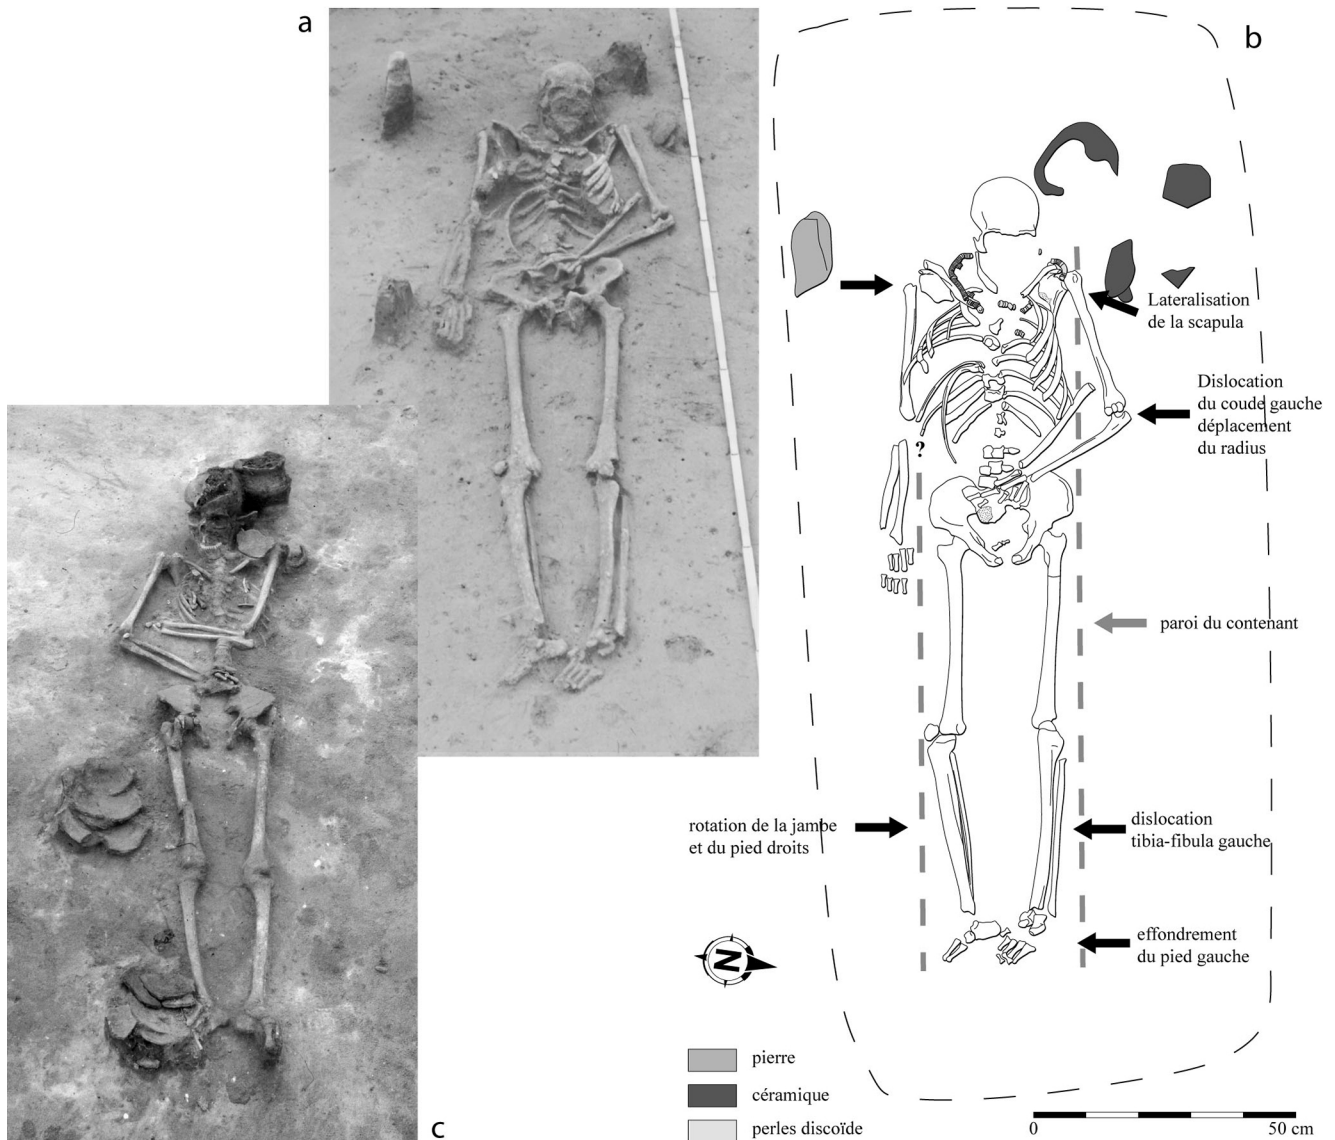 a
b
Lateralisation
de la scapula
Dislocation
du coude gauche
déplacement
du radius
?
paroi du contenant
rotation de la jambe
et du pied droits
dislocation
tibia-fibula gauche
effondrement
du pied gauche
N
pierre
céramique
perles discoïde
0
50 cm
c